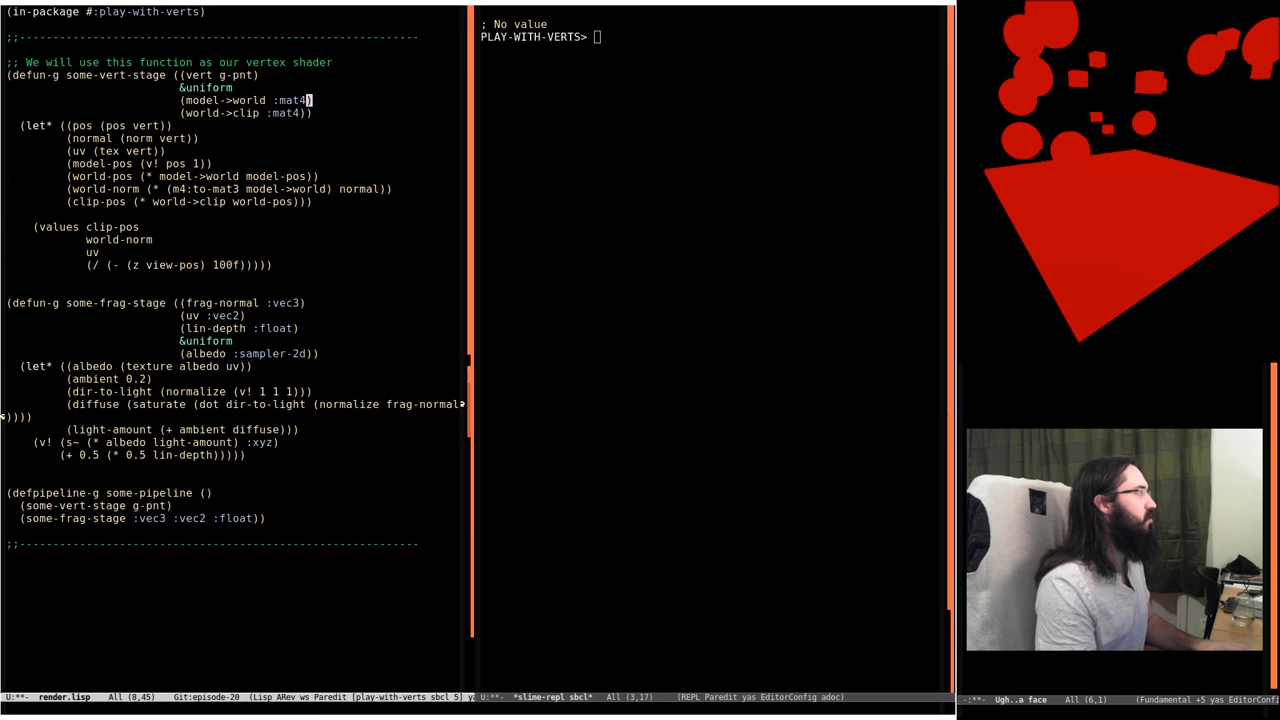 (in-package #:play-with-verts)
;;------------------------------------------------------------
;; We will use this function as our vertex shader
(defun-g some-vert-stage ((vert g-pnt)
&uniform
(model->world :mat4)
(world->clip :mat4))
(let* ((pos (pos vert))
(normal (norm vert))
(uv (tex vert))
(model-pos (v! pos 1))
(world-pos (* model->world model-pos))
(world-norm (* (m4:to-mat3 model->world) normal))
(clip-pos (* world->clip world-pos)))
(values clip-pos
world-norm
uv
(/ (- (z view-pos) 100f)))))
(defun-g some-frag-stage ((frag-normal :vec3)
(uv :vec2)
(lin-depth :float)
&uniform
(albedo :sampler-2d))
(let* ((albedo (texture albedo uv))
(ambient 0.2)
(dir-to-light (normalize (v! 1 1 1)))
(diffuse (saturate (dot dir-to-light (normalize frag-normal
))))
(light-amount (+ ambient diffuse)))
(v! (s~ (* albedo light-amount) :xyz)
(+ 0.5 (* 0.5 lin-depth)))))
(defpipeline-g some-pipeline ()
(some-vert-stage g-pnt)
(some-frag-stage :vec3 :vec2 :float))
;;------------------------------------------------------------
U:**- render.lisp All (8,45) Git:episode-20 (Lisp ARev ws Paredit [play-with-verts sbcl 5] ya
; No value
PLAY-WITH-VERTS>
U:**- *slime-repl sbcl* All (3,17) (REPL Paredit yas EditorConfig adoc)
-:**- Ugh..a face All (6,1) (Fundamental +5 yas EditorConfi